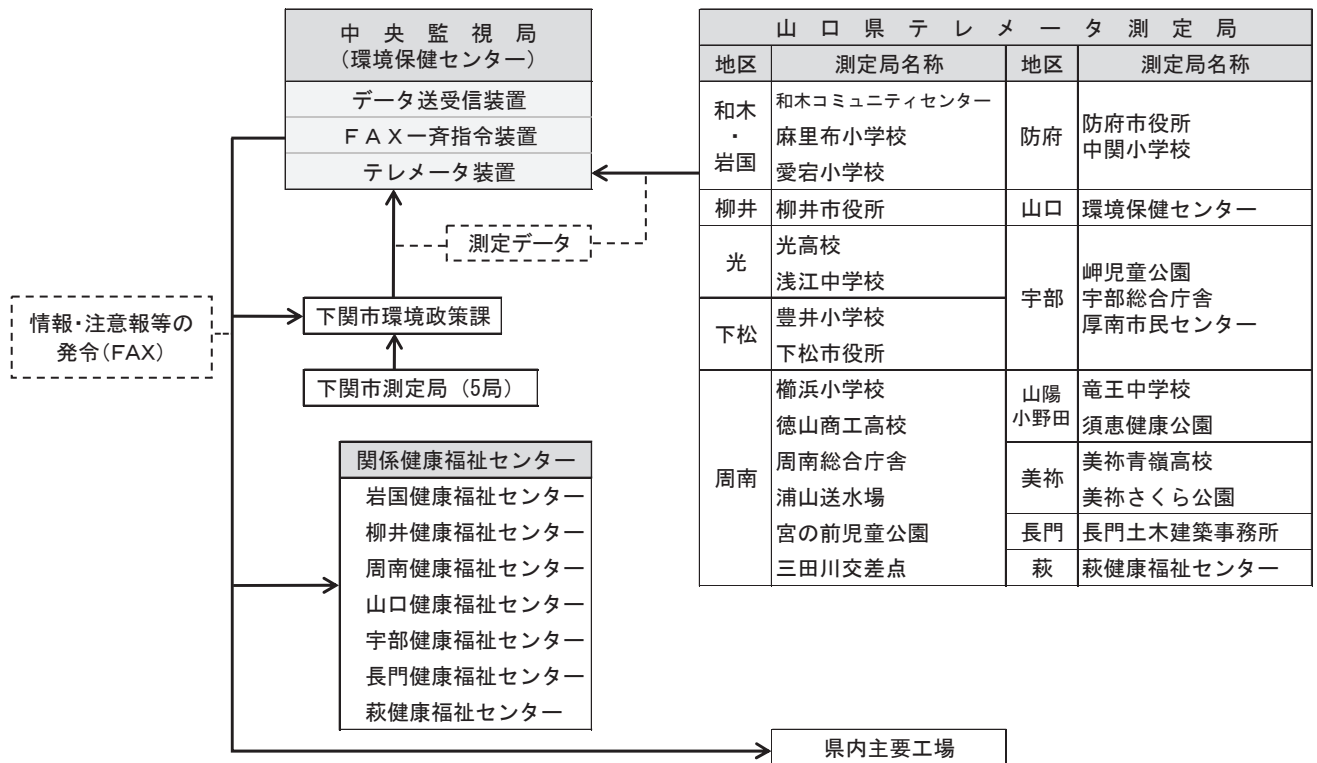 中央監視局
(環境保健センター)
データ送受信装置
FAX一斉指令装置
テレメータ装置
測定データ
情報・注意報等の
発令(FAX)
下関市環境政策課
下関市測定局(5局)
関係健康福祉センター
岩国健康福祉センター
柳井健康福祉センター
周南健康福祉センター
山口健康福祉センター
宇部健康福祉センター
長門健康福祉センター
萩健康福祉センター
県内主要工場
山口県テレメータ測定局
地区 測定局名称 地区 測定局名称
和木
・
岩国
和木コミュニティセンター
麻里布小学校
愛宕小学校
柳井 柳井市役所
光
光高校
浅江中学校
下松
豊井小学校
下松市役所
周南
櫛浜小学校
徳山商工高校
周南総合庁舎
浦山送水場
宮の前児童公園
三田川交差点
防府
防府市役所
中関小学校
山口 環境保健センター
宇部
岬児童公園
宇部総合庁舎
厚南市民センター
山陽
小野田
竜王中学校
須恵健康公園
美祢
美祢青嶺高校
美祢さくら公園
長門 長門土木建築事務所
萩 萩健康福祉センター